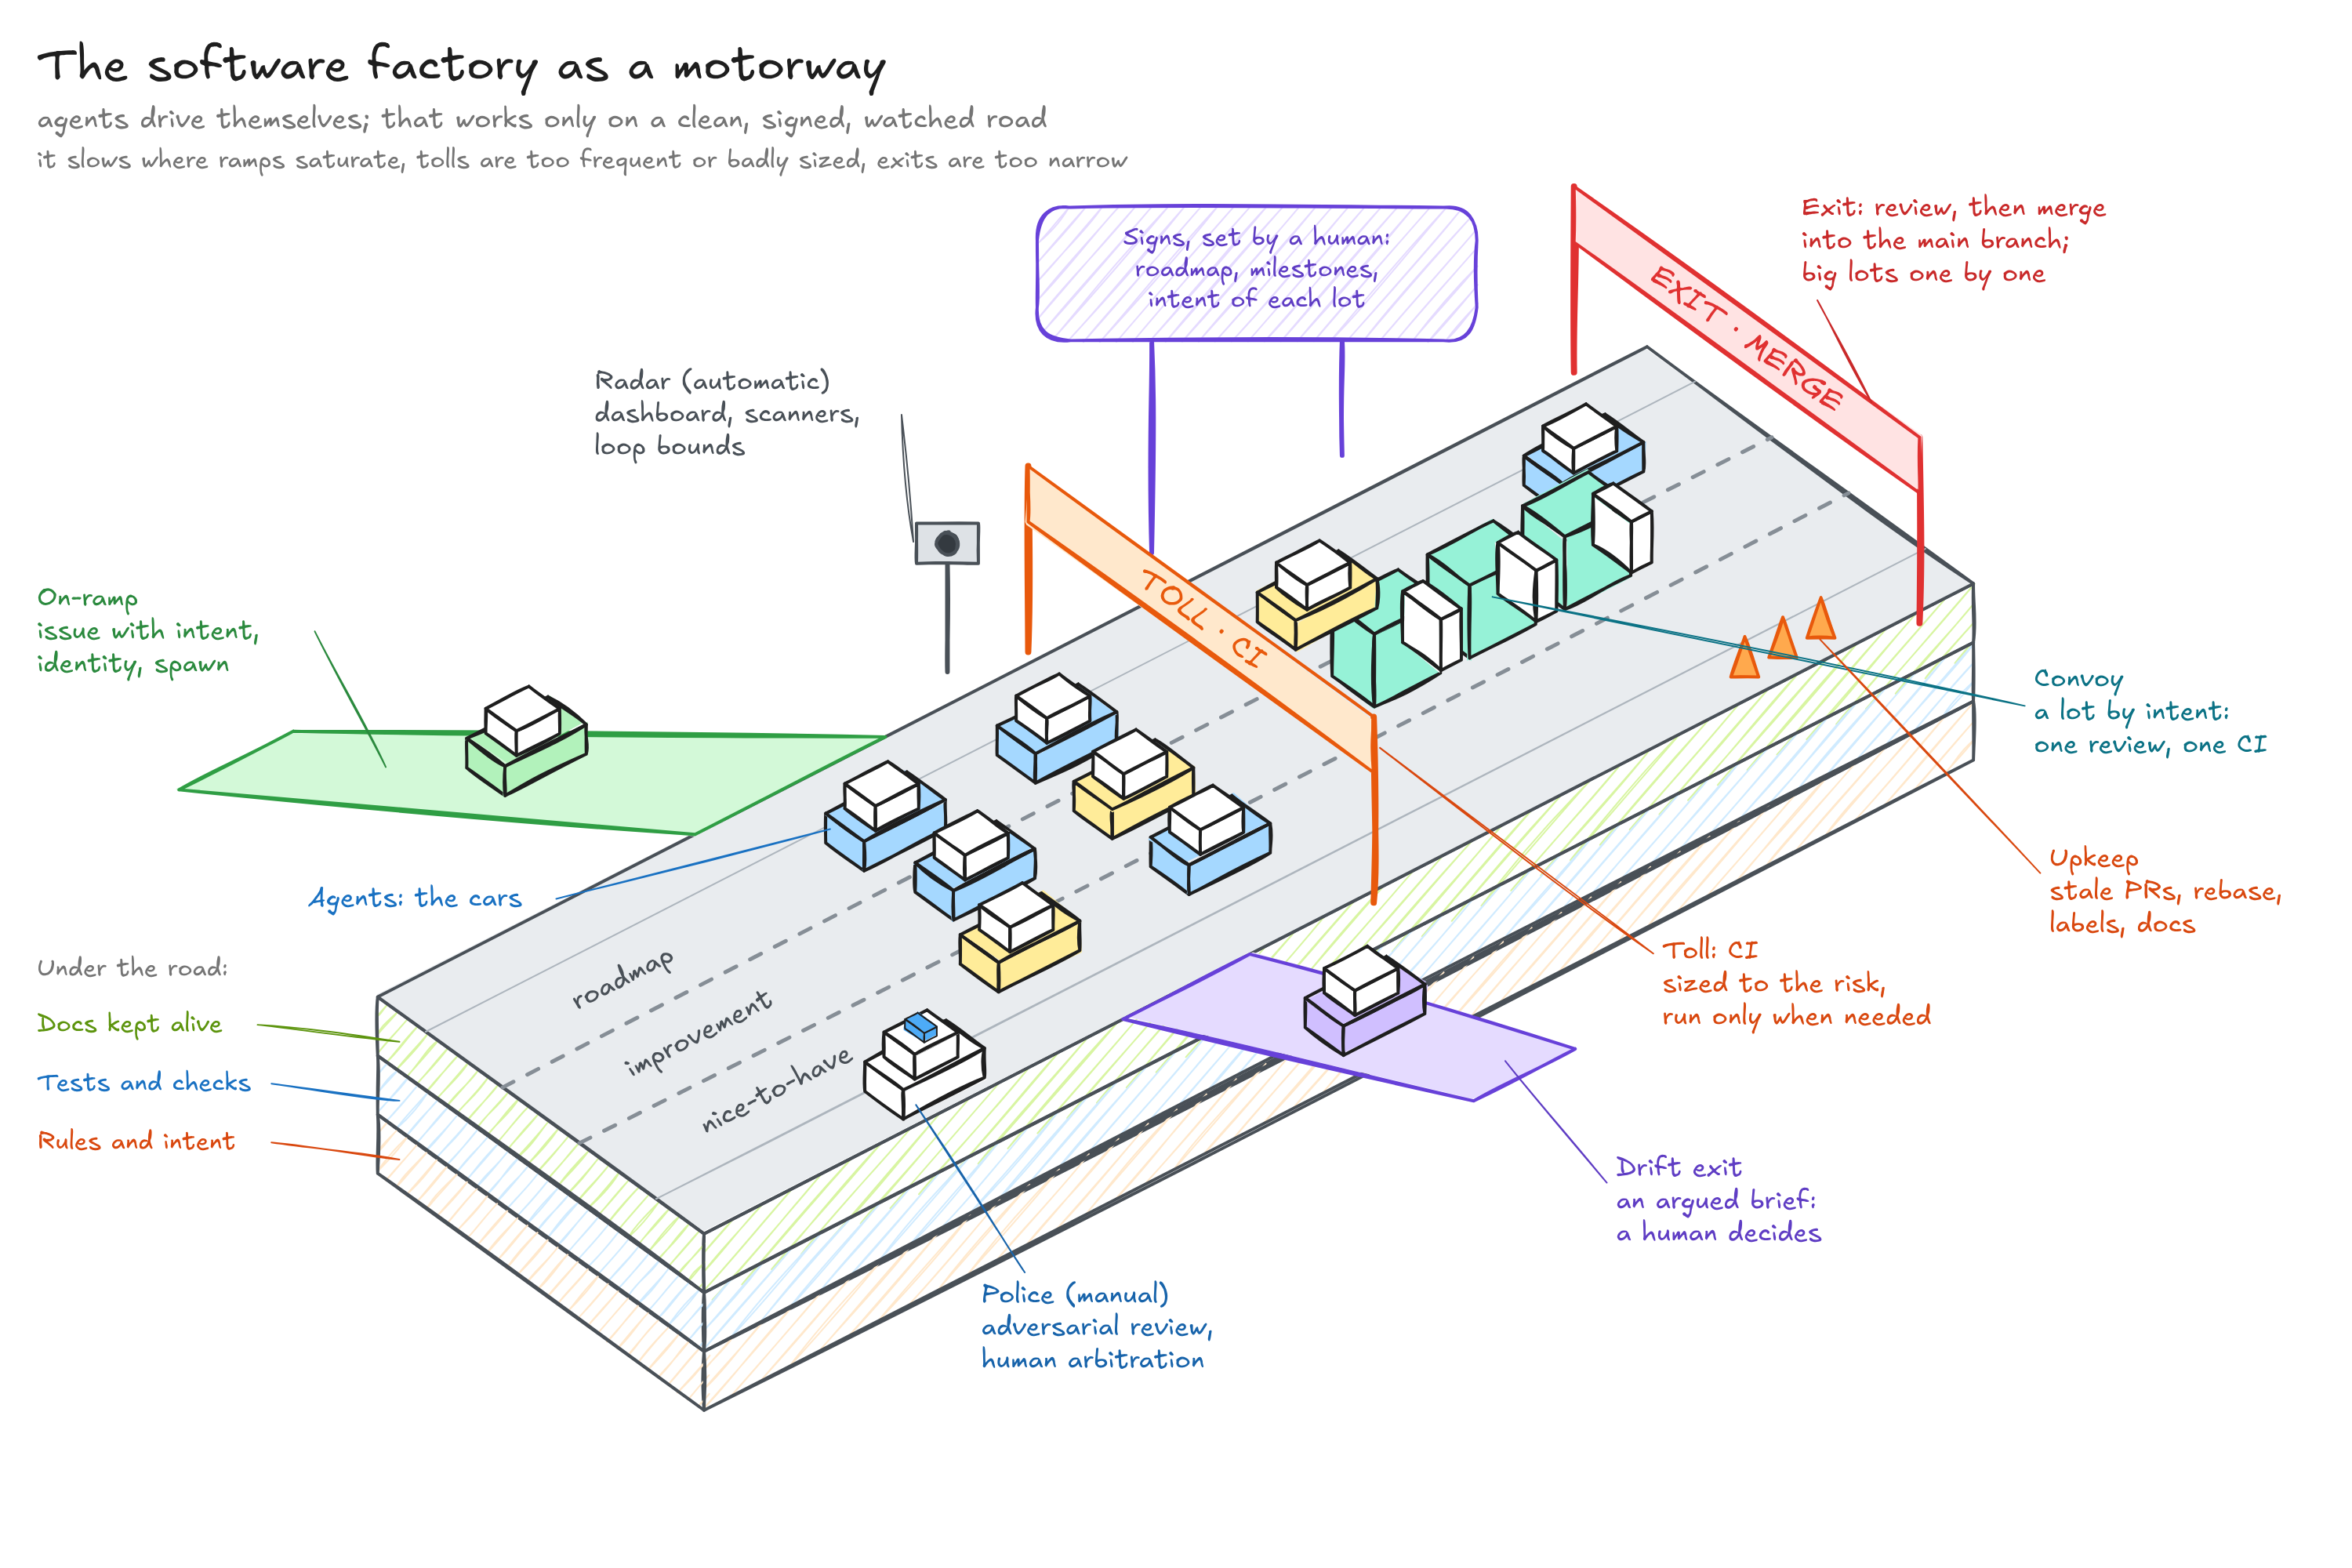 The software factory as a motorway
agents drive themselves; that works only on a clean, signed, watched road
it slows where ramps saturate, tolls are too frequent or badly sized, exits are too narrow
Signs, set by a human:
roadmap, milestones,
intent of each lot
Exit: review, then merge
into the main branch;
big lots one by one
EXIT · MERGE
Radar (automatic)
dashboard, scanners,
loop bounds
TOLL · CI
On-ramp
issue with intent,
identity, spawn
Convoy
a lot by intent:
one review, one CI
Agents: the cars
Upkeep
stale PRs, rebase,
labels, docs
Toll: CI
sized to the risk,
run only when needed
roadmap
improvement
nice-to-have
Under the road:
Docs kept alive
Tests and checks
Rules and intent
Drift exit
an argued brief:
a human decides
Police (manual)
adversarial review,
human arbitration